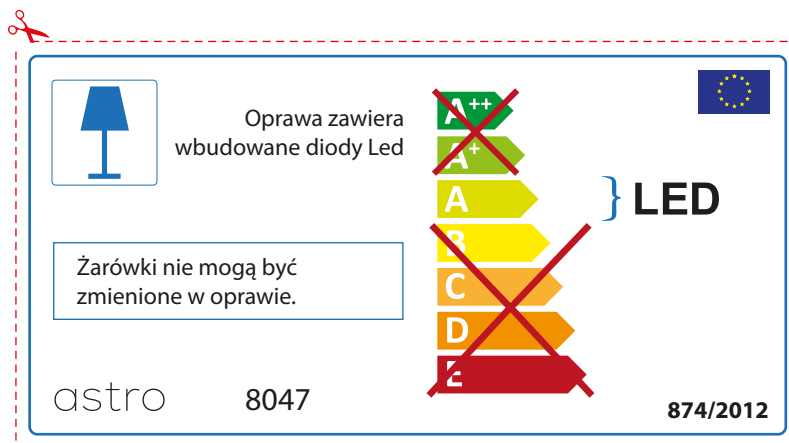 Oprawa zawiera
wbudowane diody Led
A++
A+
A
B
C
D
E
LED
Żarówki nie mogą być
zmienione w oprawie.
astro
8047
874/2012